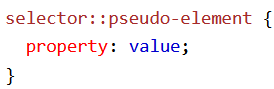 selector::pseudo-element {
  property: value;
}